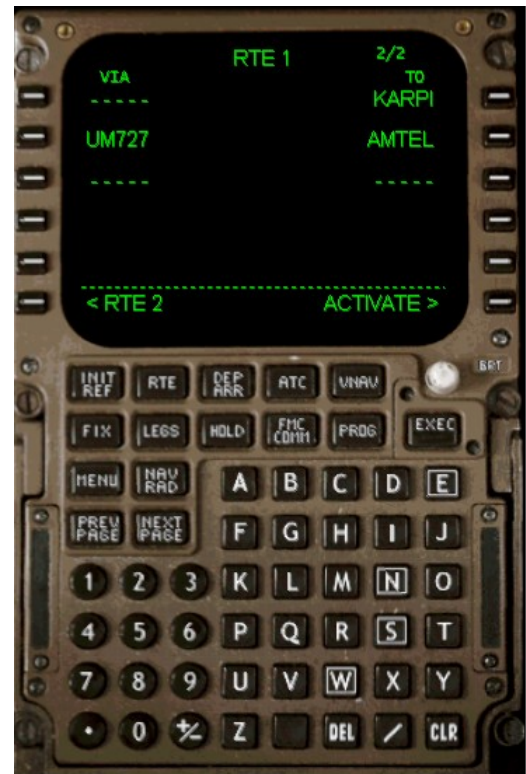 RTE 1 2/2
VIA TO
----- KARPI
UM727 AMTEL
----- -----
< RTE 2 ACTIVATE >
BRT
INIT REF RTE DEP ARR ATC VNAV
FIX LEGS HOLD FMC COMM PROG EXEC
MENU NAV RAD A B C D E
PREV PAGE NEXT PAGE F G H I J
1 2 3 K L M N O
4 5 6 P Q R S T
7 8 9 U V W X Y
. 0 +/- Z DEL / CLR